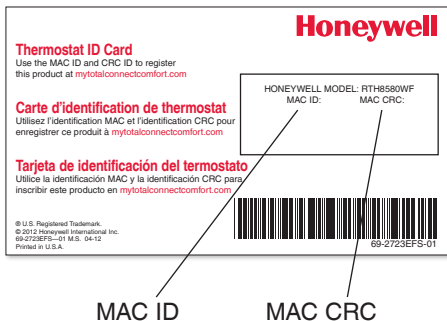 Honeywell
Thermostat ID Card
Use the MAC ID and CRC ID to register
this product at mytotalconnectcomfort.com
HONEYWELL MODEL: RTH8580WF
MAC ID: MAC CRC:
Carte d'identification de thermostat
Utilisez l'identification MAC et l'identification CRC pour
enregistrer ce produit à mytotalconnectcomfort.com
Tarjeta de identificación del termostato
Utilice la identificación MAC y la identificación CRC para
inscribir este producto en mytotalconnectcomfort.com
® U.S. Registered Trademark.
© 2012 Honeywell International Inc.
69-2723EFS—01 M.S. 04-12
Printed in U.S.A.
69-2723EFS-01
MAC ID MAC CRC